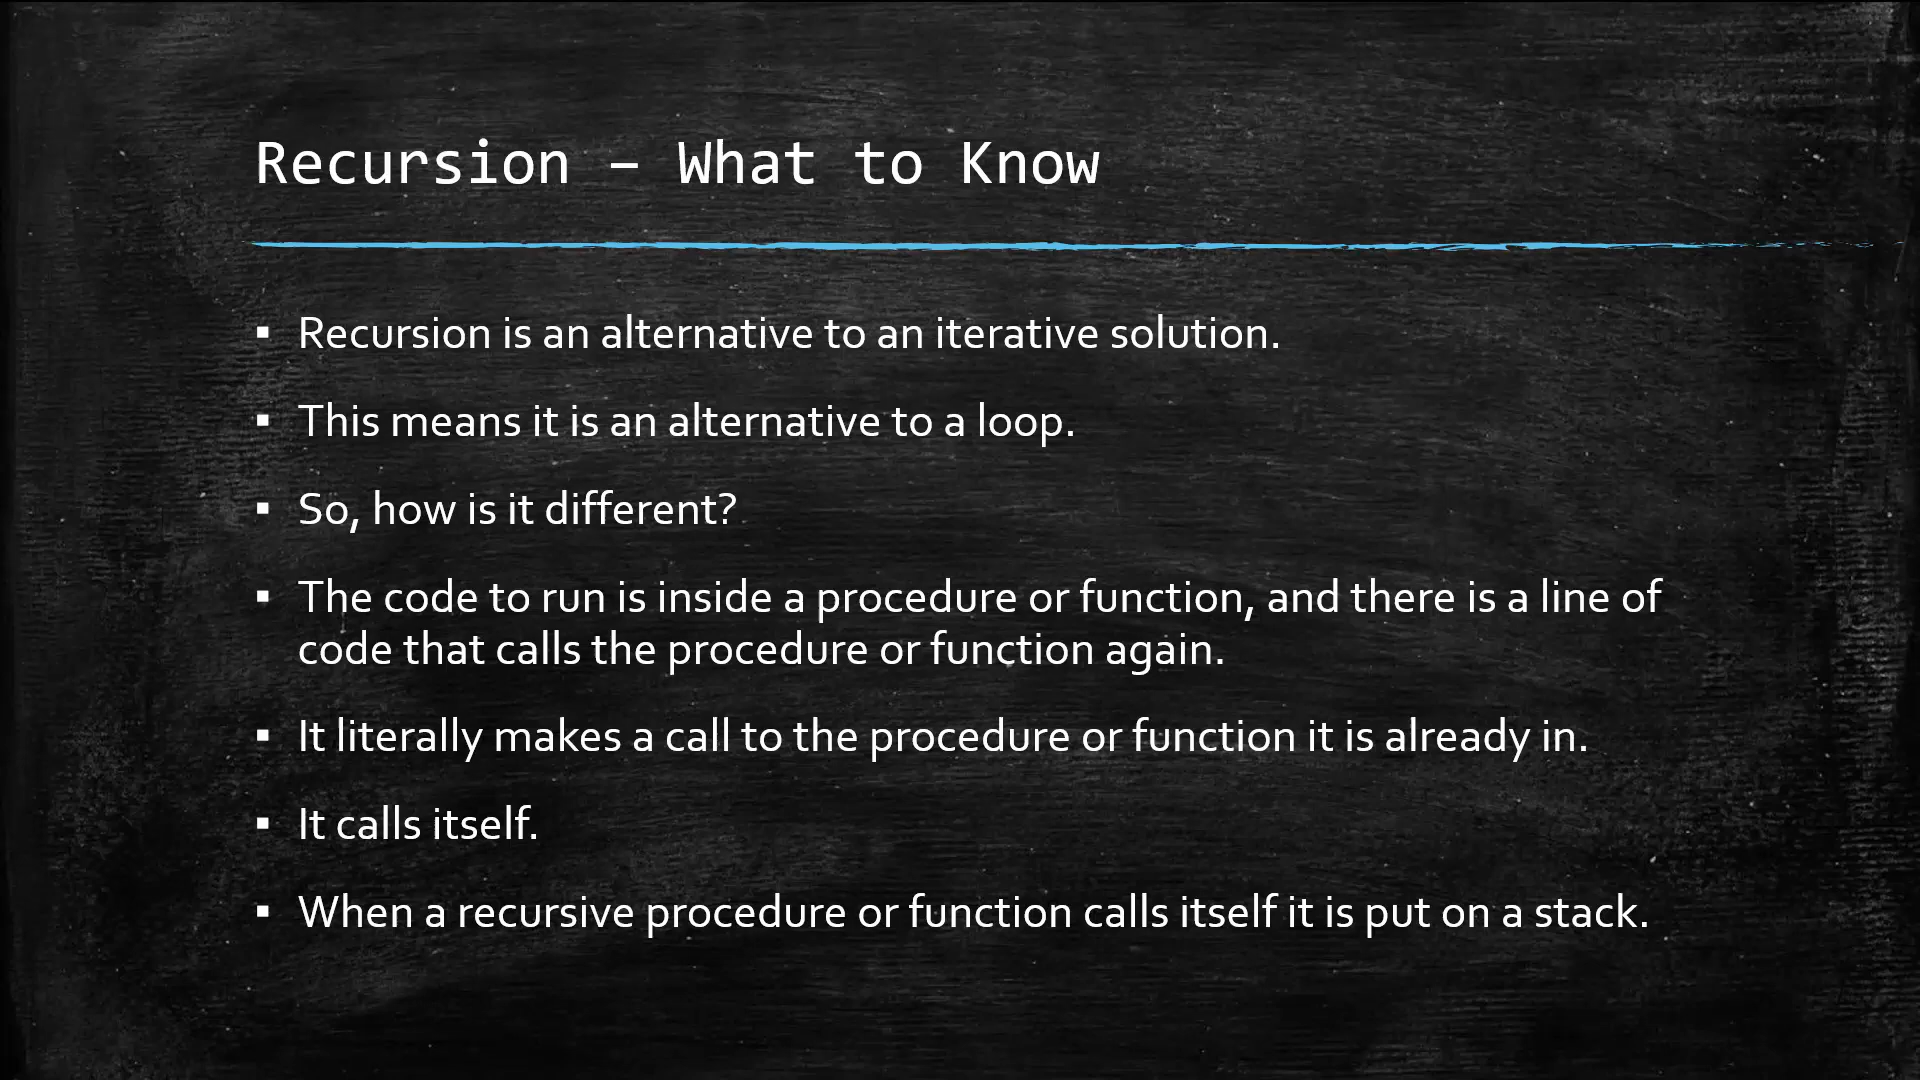 Recursion – What to Know
▪ Recursion is an alternative to an iterative solution.
▪ This means it is an alternative to a loop.
▪ So, how is it different?
▪ The code to run is inside a procedure or function, and there is a line of
code that calls the procedure or function again.
▪ It literally makes a call to the procedure or function it is already in.
▪ It calls itself.
▪ When a recursive procedure or function calls itself it is put on a stack.